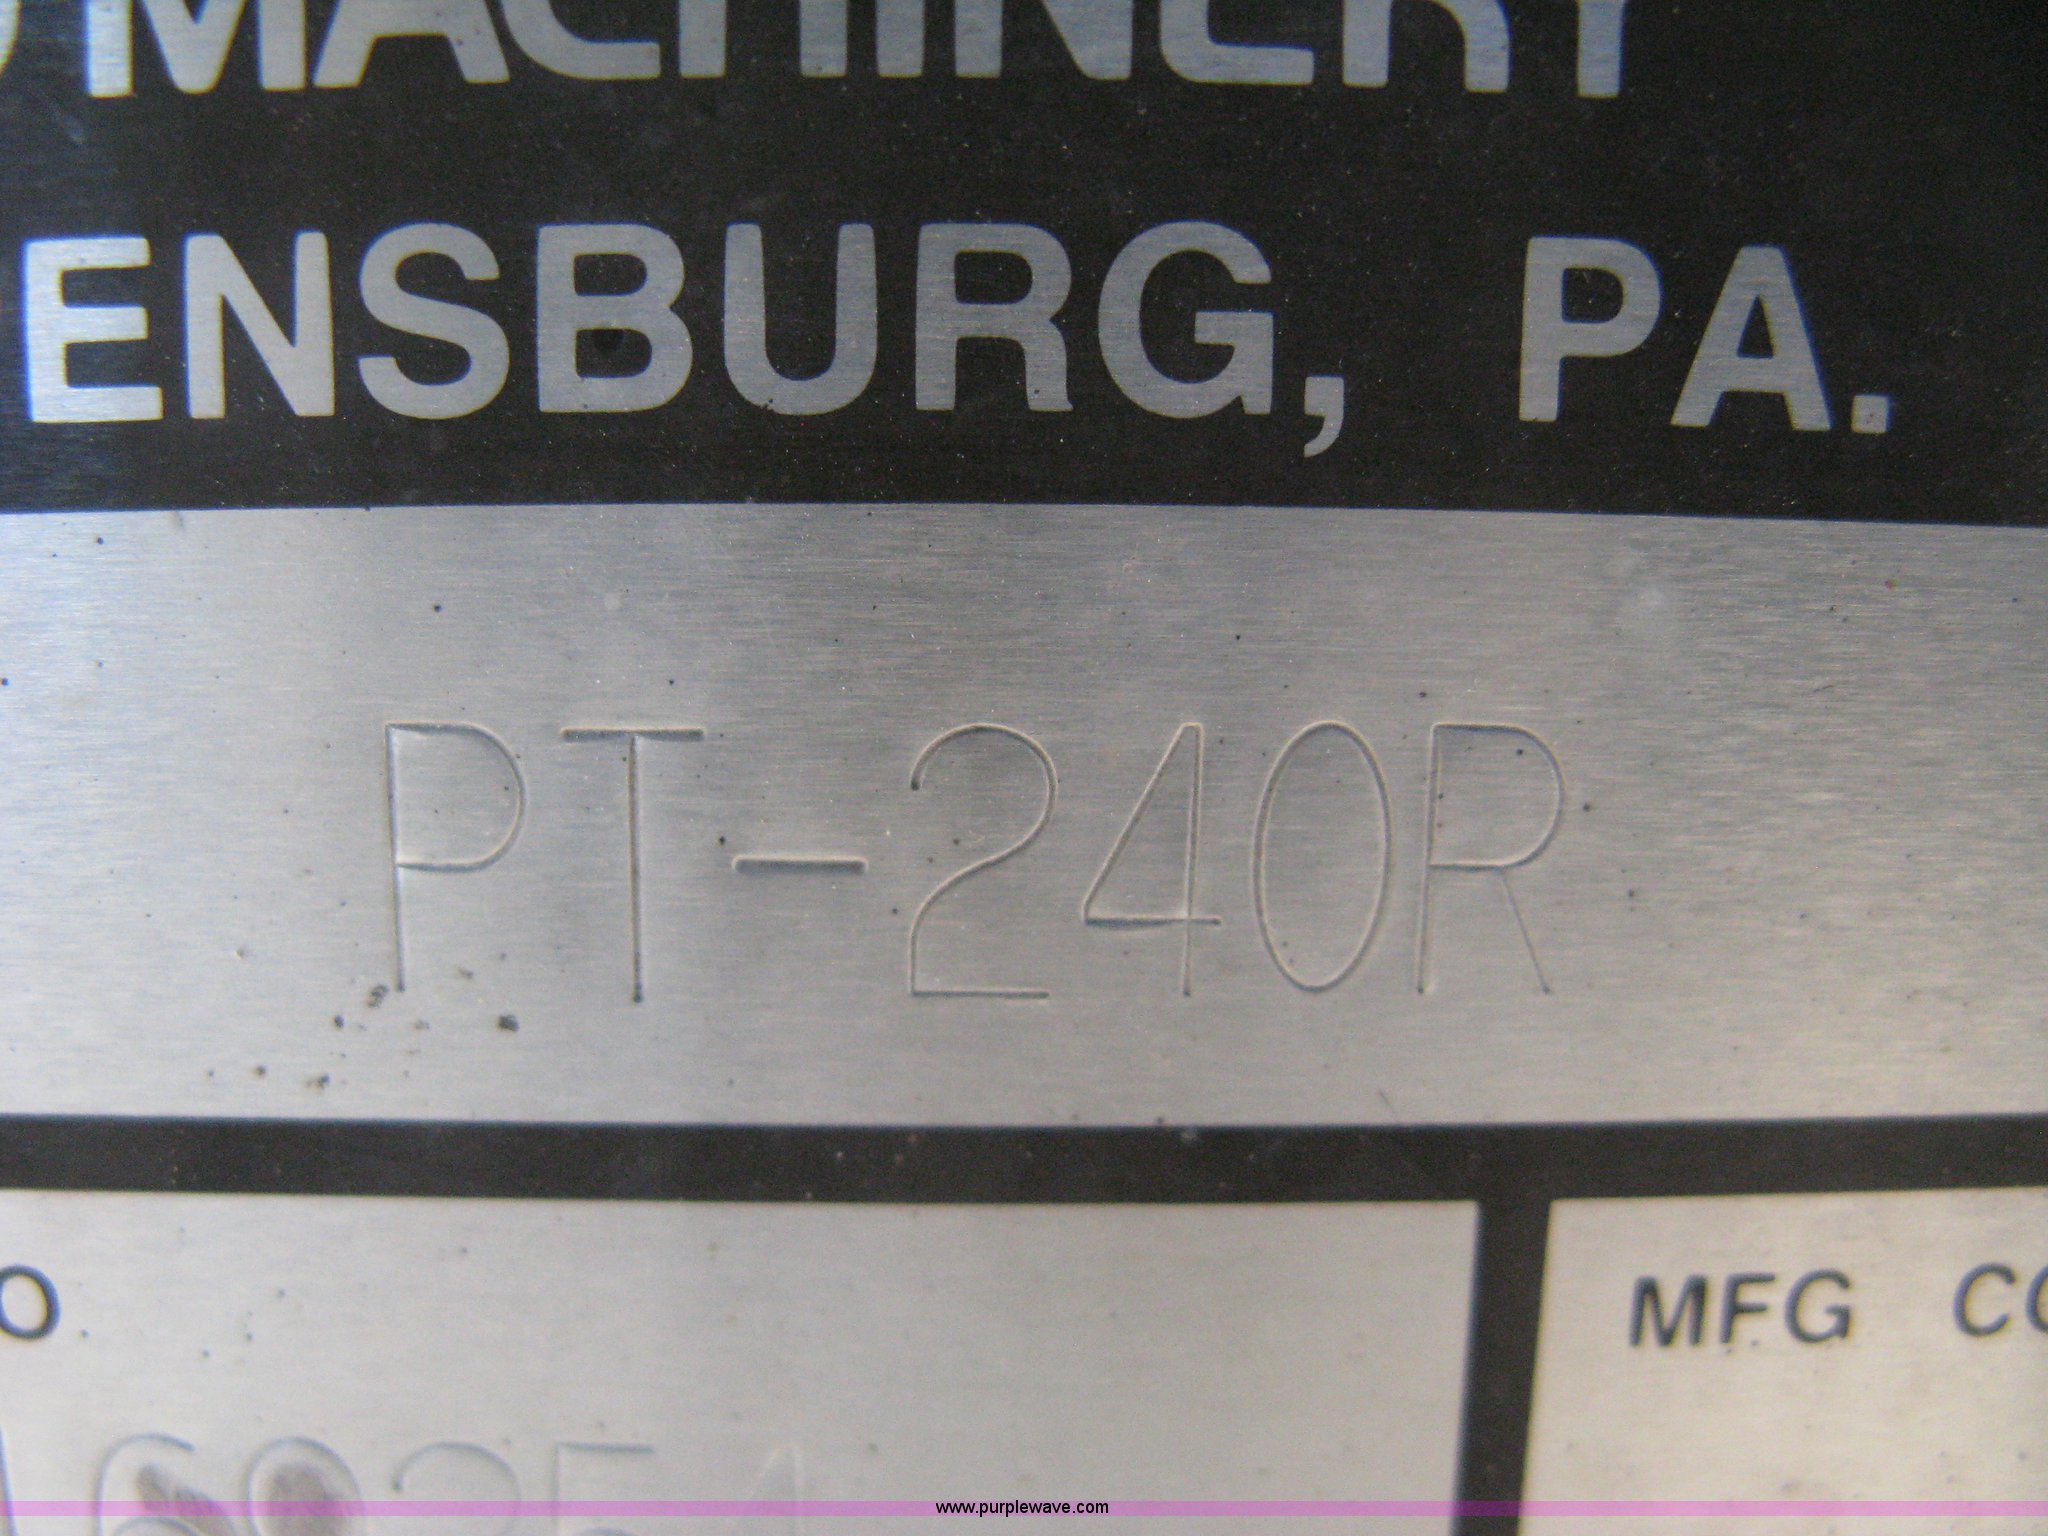 MACHINERY
ENSBURG, PA.
PT-240R
O
MFG CO
www.purplewave.com